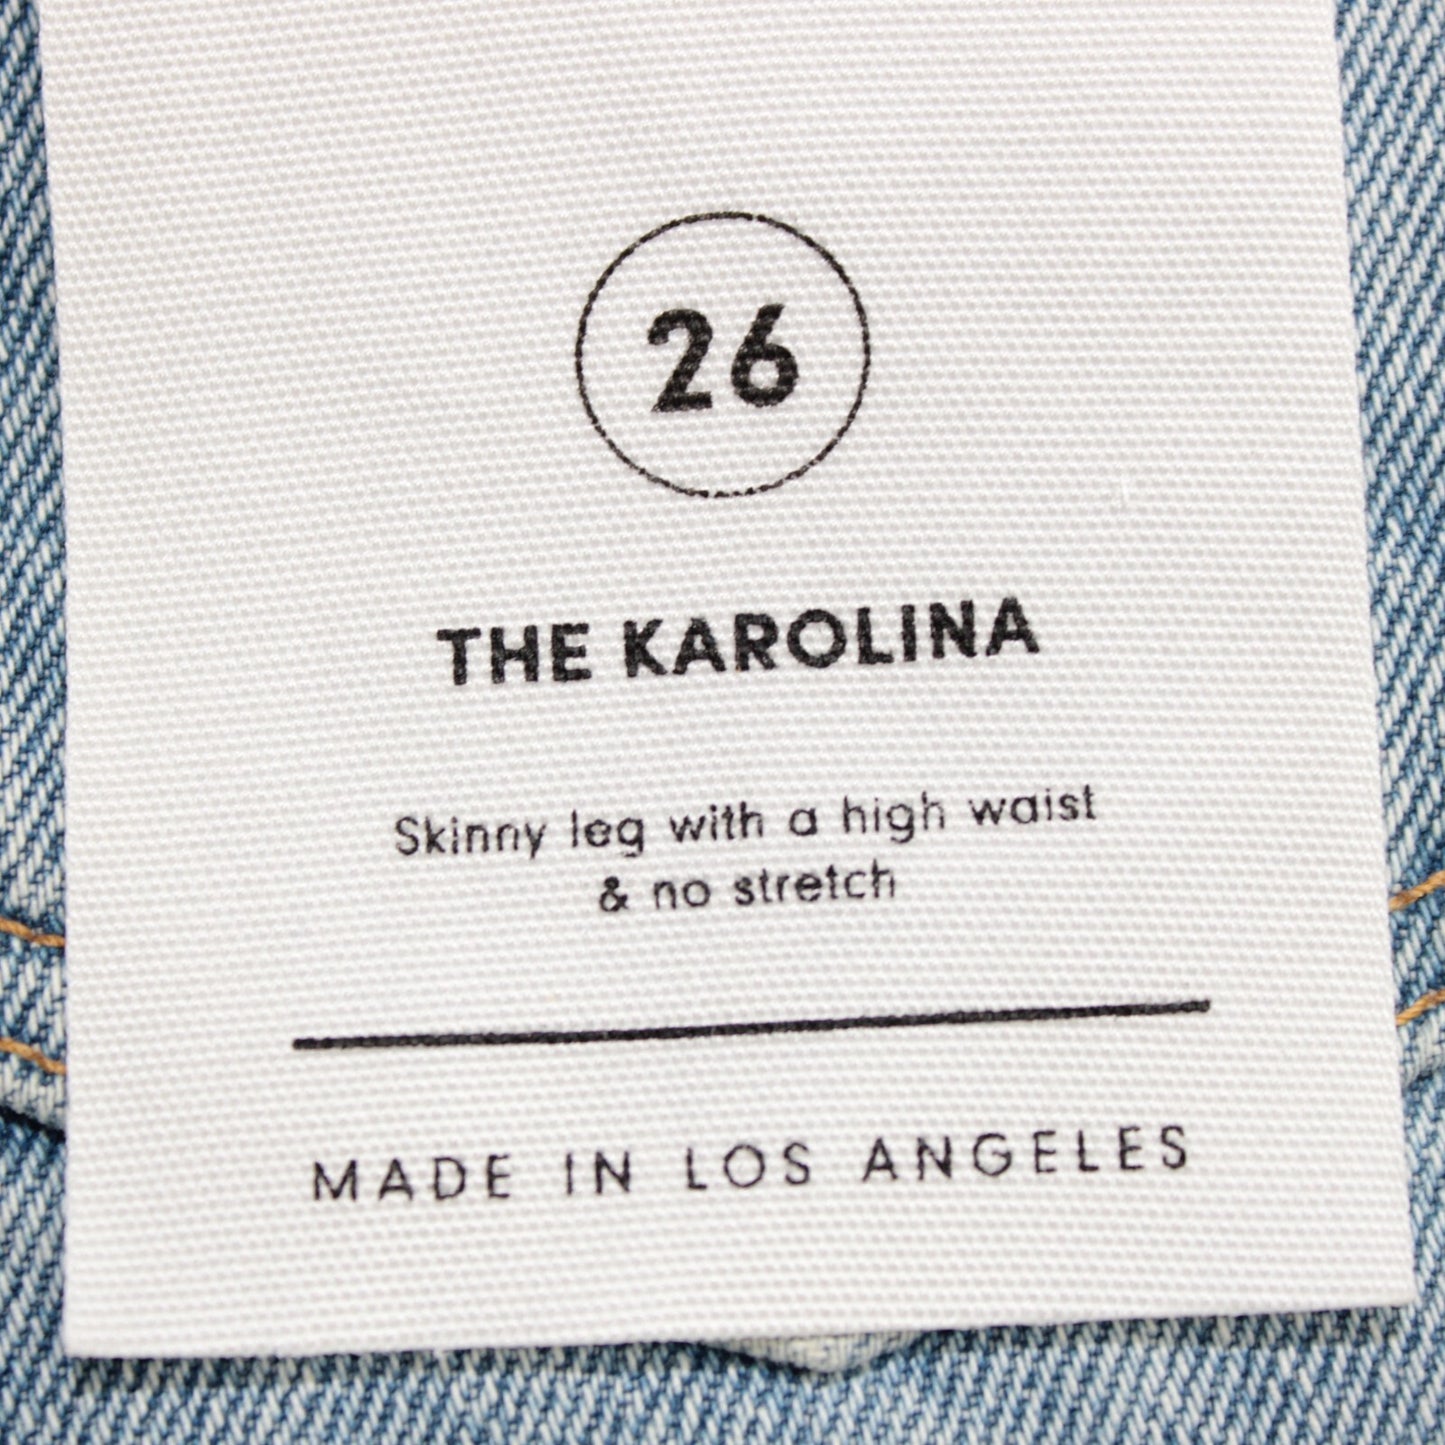 26
THE KAROLINA
Skinny leg with a high waist
& no stretch
MADE IN LOS ANGELES